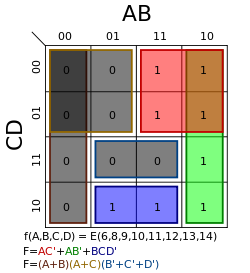 AB
00 01 11 10
CD
00 0 0 1 1
01 0 0 1 1
11 0 0 0 1
10 0 1 1 1
f(A,B,C,D) = E(6,8,9,10,11,12,13,14)
F=AC'+AB'+BCD'
F=(A+B)(A+C)(B'+C'+D')